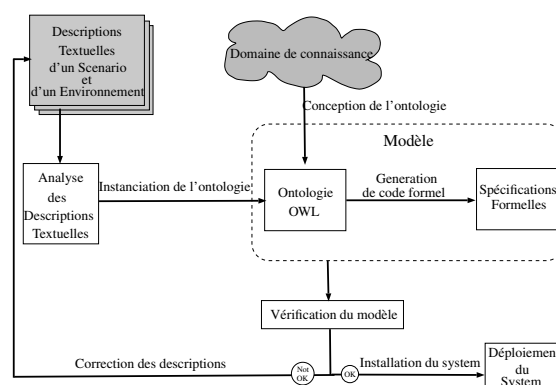 Descriptions
Textuelles
d'un Scenario
et
d'un Environnement
Domaine de connaissance
Conception de l'ontologie
Modèle
Analyse
des
Descriptions
Textuelles
Instanciation de l'ontologie
Ontologie
OWL
Generation
de code formel
Spécifications
Formelles
Vérification du modèle
Correction des descriptions
Not
OK
OK
Installation du system
Déploiement
du
System